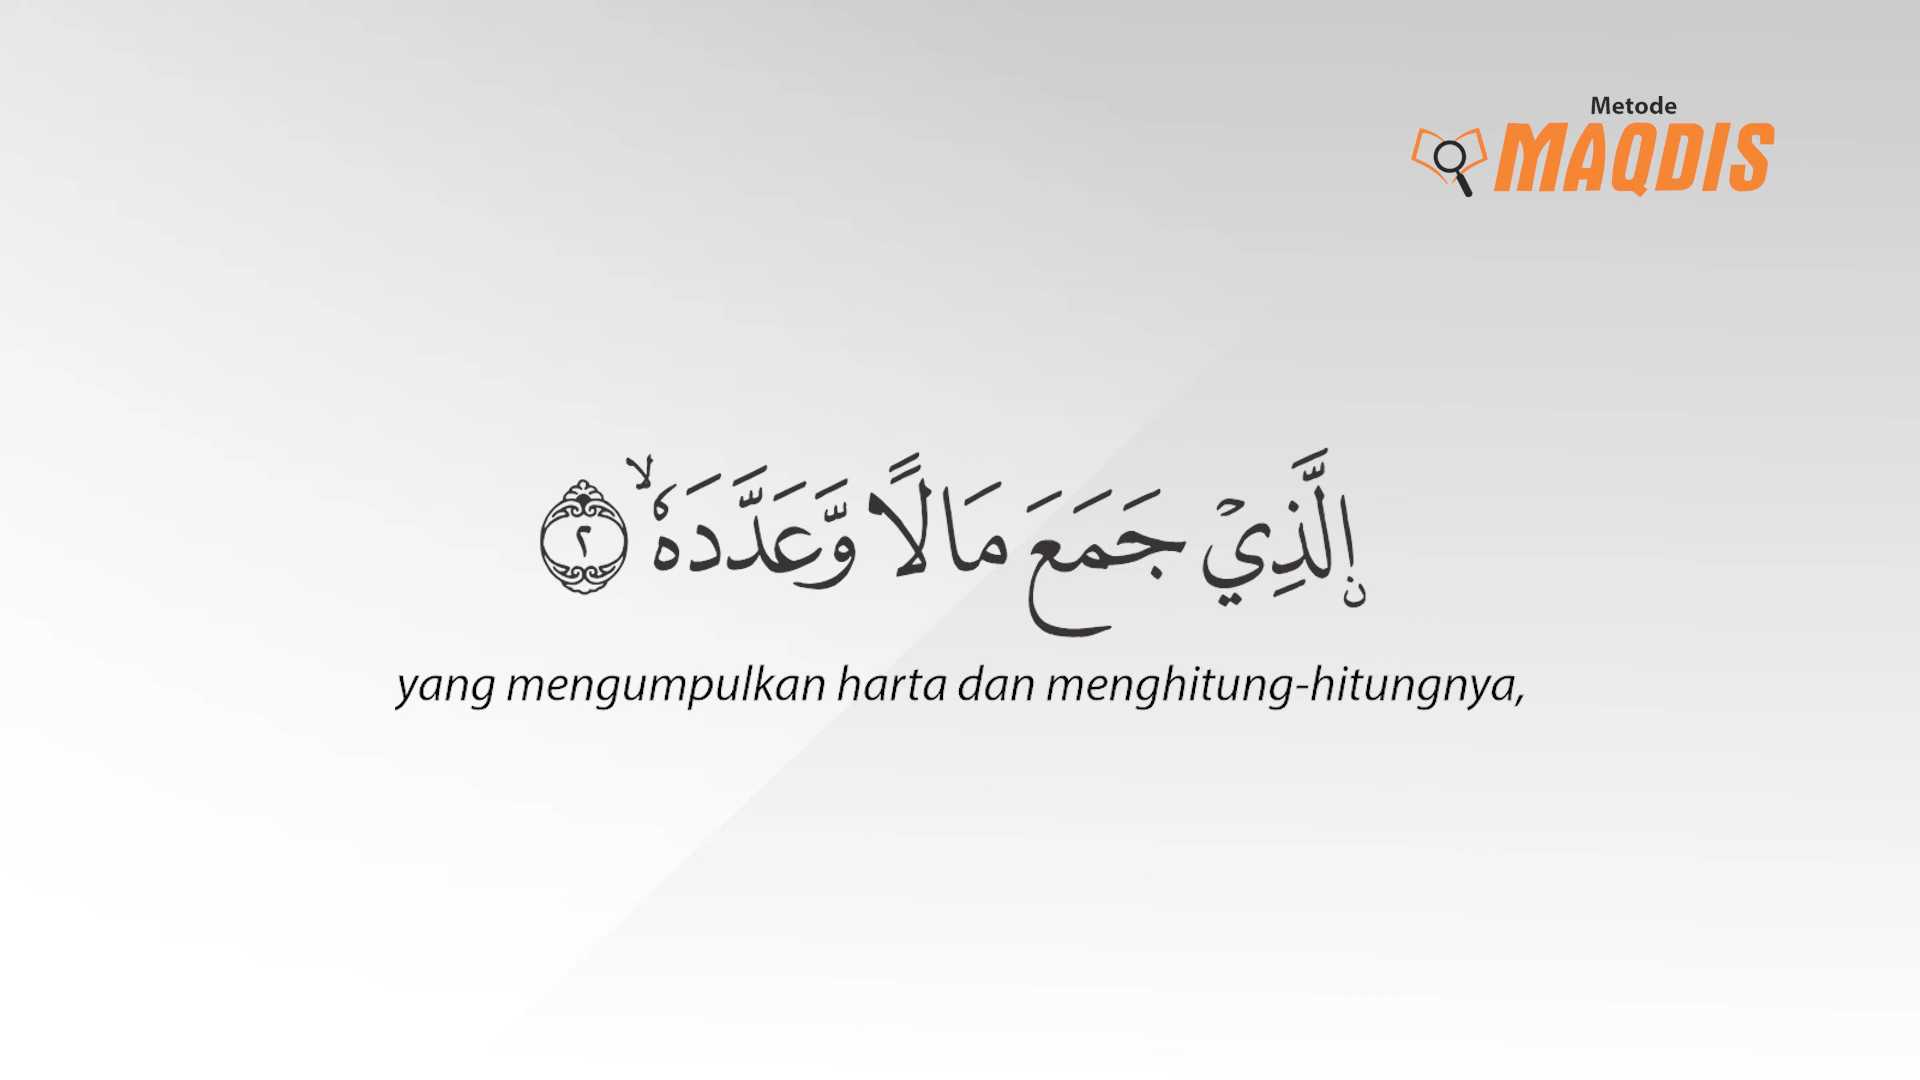 Metode
MAQDIS
ۨالَّذِيْ جَمَعَ مَالًا وَّعَدَّدَهٗۙ ٢
yang mengumpulkan harta dan menghitung-hitungnya,